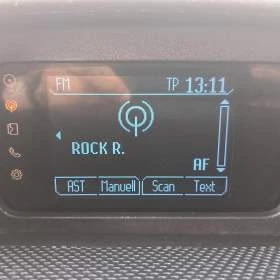 FM TP 13:11
ROCK R.
AF
AST Manuell Scan Text